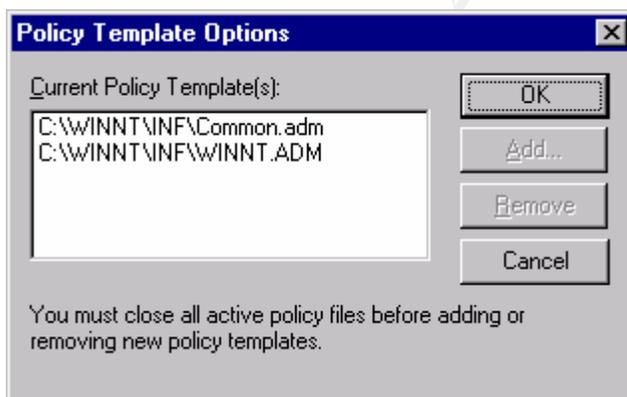 Policy Template Options
Current Policy Template(s):
OK
C:\WINNT\INF\Common.adm
C:\WINNT\INF\WINNT.ADM
Add...
Remove
Cancel
You must close all active policy files before adding or
removing new policy templates.